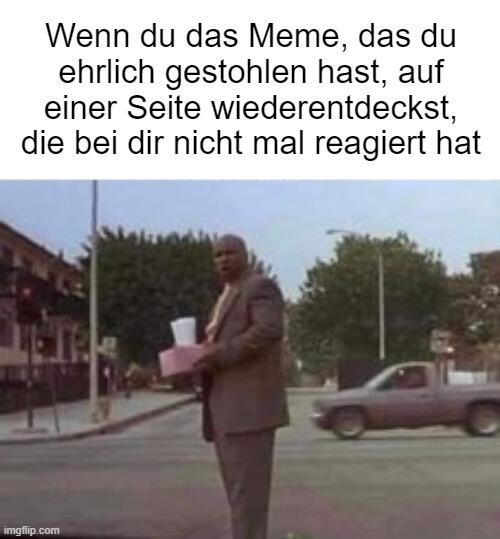 Wenn du das Meme, das du
ehrlich gestohlen hast, auf
einer Seite wiederentdeckst,
die bei dir nicht mal reagiert hat
imgflip.com